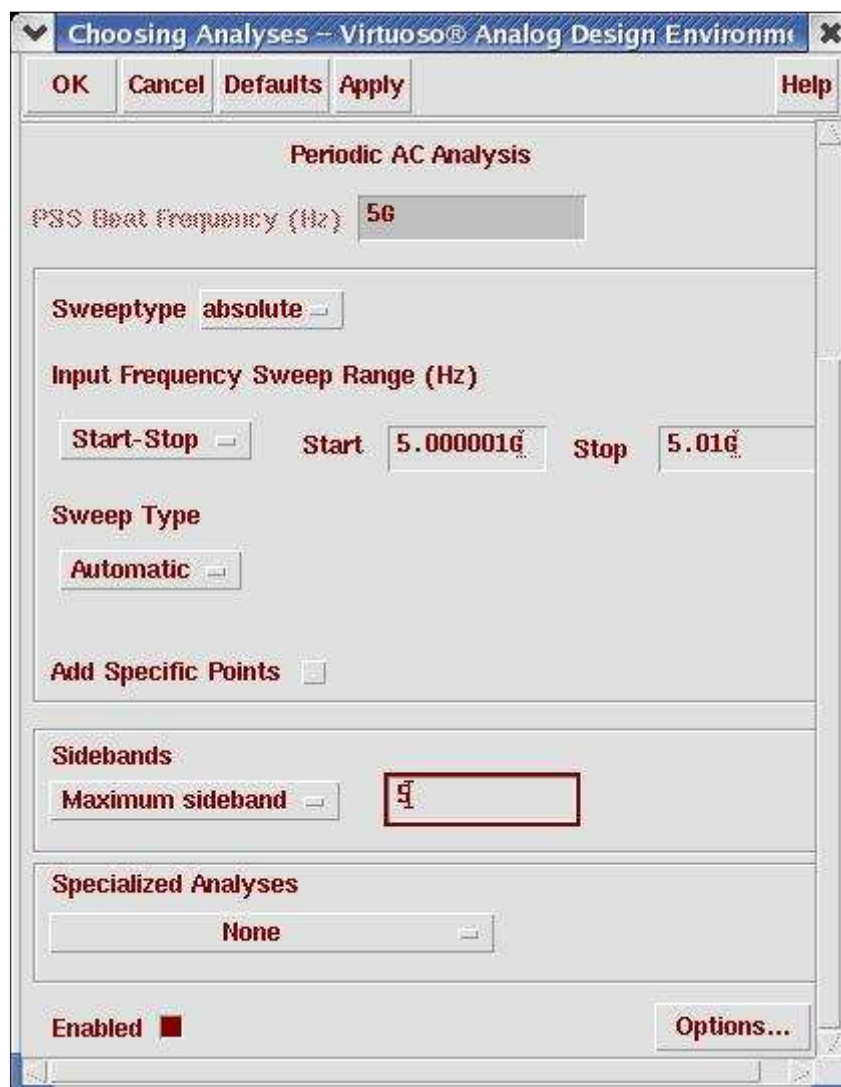 Choosing Analyses -- Virtuoso® Analog Design Environme
OK Cancel Defaults Apply Help
Periodic AC Analysis
PSS Beat Frequency (Hz) 5G
Sweeptype absolute
Input Frequency Sweep Range (Hz)
Start-Stop Start 5.000001G Stop 5.01G
Sweep Type
Automatic
Add Specific Points
Sidebands
Maximum sideband
Specialized Analyses
None
Enabled Options...